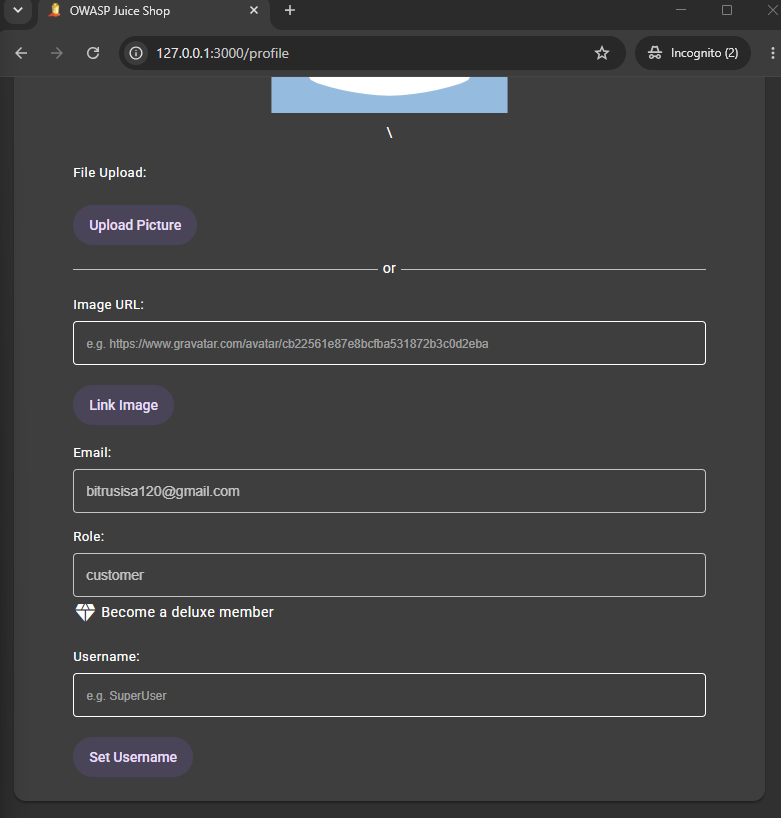 OWASP Juice Shop
127.0.0.1:3000/profile
Incognito (2)
\
File Upload:
Upload Picture
or
Image URL:
e.g. https://www.gravatar.com/avatar/cb22561e87e8bcfba531872b3c0d2eba
Link Image
Email:
bitrusisa120@gmail.com
Role:
customer
Become a deluxe member
Username:
e.g. SuperUser
Set Username